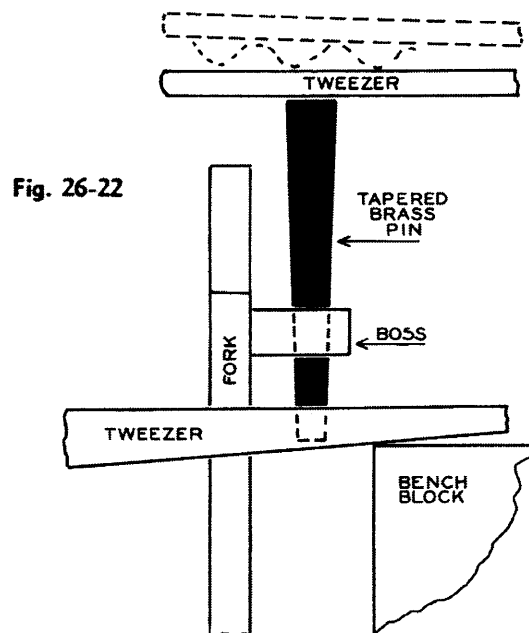 TWEEZER
Fig. 26-22
TAPERED
BRASS
PIN
BOSS
FORK
TWEEZER
BENCH
BLOCK